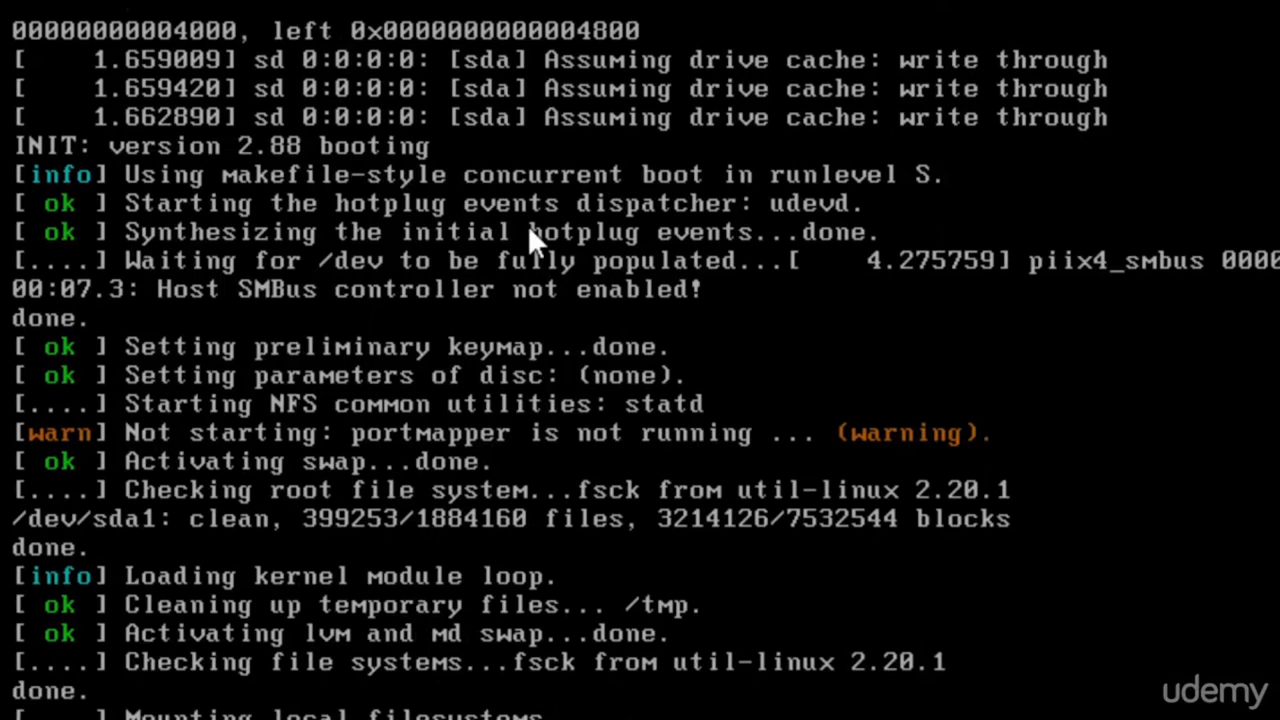 00000000004000, left 0x0000000000004800
[    1.659009] sd 0:0:0:0: [sda] Assuming drive cache: write through
[    1.659420] sd 0:0:0:0: [sda] Assuming drive cache: write through
[    1.662890] sd 0:0:0:0: [sda] Assuming drive cache: write through
INIT: version 2.88 booting
[info] Using makefile-style concurrent boot in runlevel S.
[ ok ] Starting the hotplug events dispatcher: udevd.
[ ok ] Synthesizing the initial hotplug events...done.
[....] Waiting for /dev to be fully populated...[    4.275759] piix4_smbus 0000
00:07.3: Host SMBus controller not enabled!
done.
[ ok ] Setting preliminary keymap...done.
[ ok ] Setting parameters of disc: (none).
[....] Starting NFS common utilities: statd
[warn] Not starting: portmapper is not running ... (warning).
[ ok ] Activating swap...done.
[....] Checking root file system...fsck from util-linux 2.20.1
/dev/sda1: clean, 399253/1884160 files, 3214126/7532544 blocks
done.
[info] Loading kernel module loop.
[ ok ] Cleaning up temporary files... /tmp.
[ ok ] Activating lvm and md swap...done.
[....] Checking file systems...fsck from util-linux 2.20.1
done.
[....] Mounting local filesystems
udemy